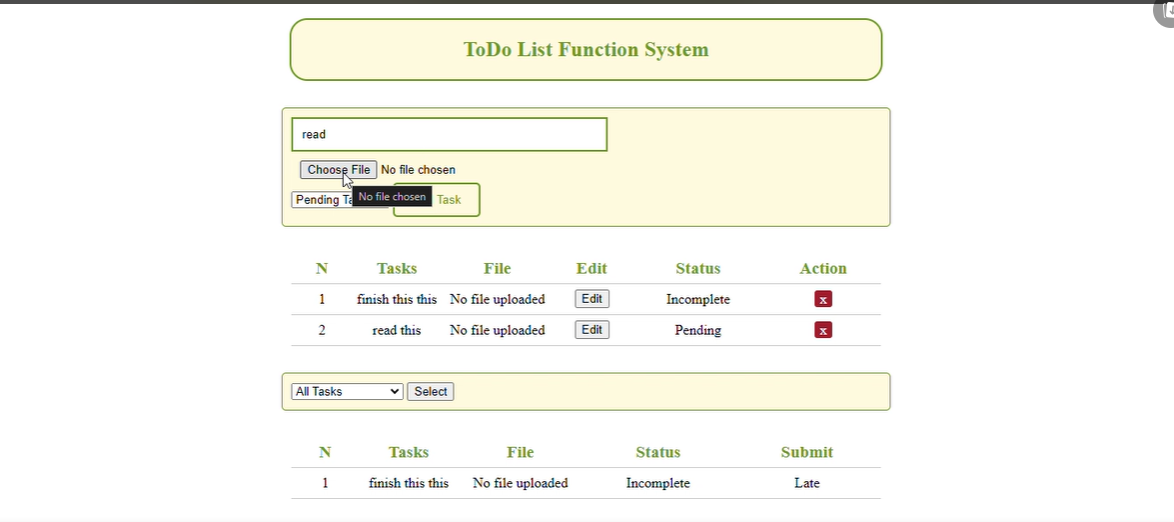 ToDo List Function System
read
Choose File No file chosen
Pending No file chosen Task
N Tasks File Edit Status Action
1 finish this this No file uploaded Edit Incomplete x
2 read this No file uploaded Edit Pending x
All Tasks Select
N Tasks File Status Submit
1 finish this this No file uploaded Incomplete Late